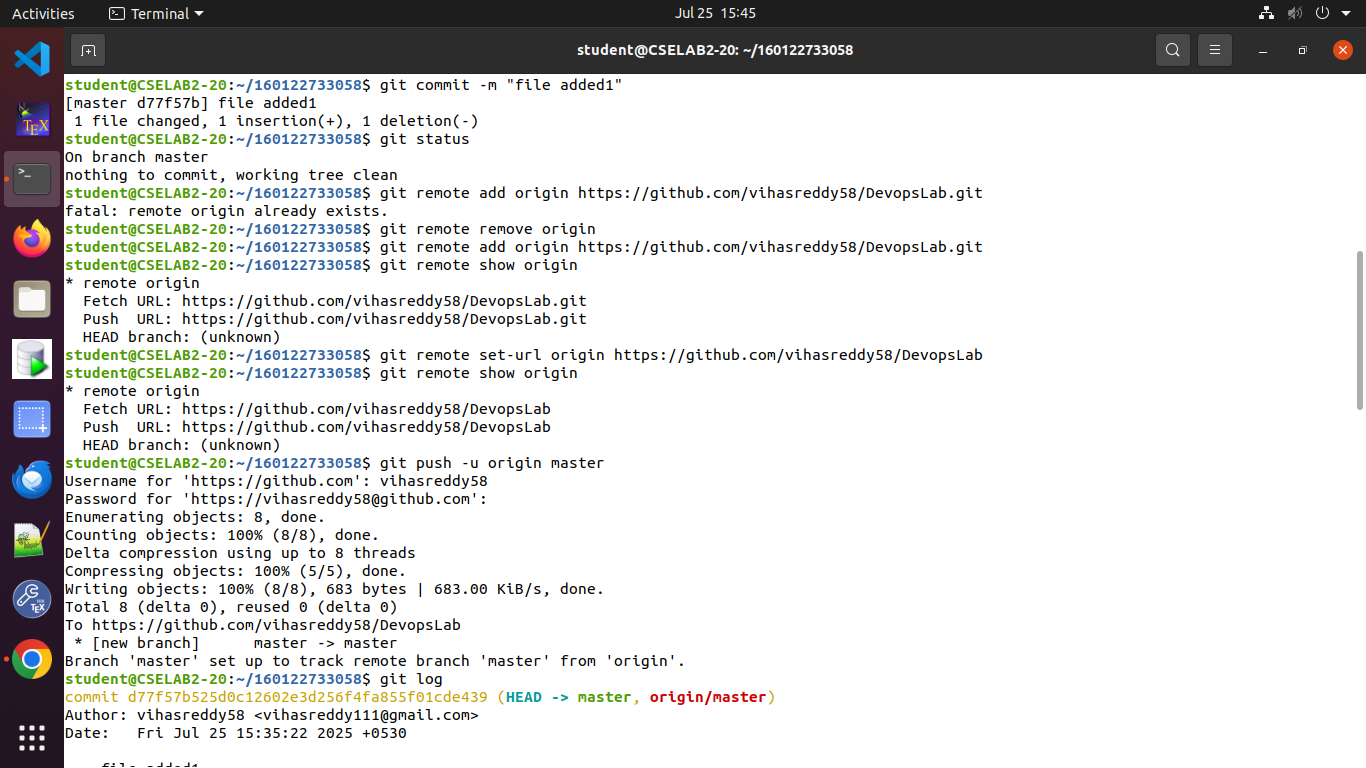 Activities
Terminal
Jul 25 15:45
student@CSELAB2-20: ~/160122733058
student@CSELAB2-20:~/160122733058$ git commit -m "file added1"
[master d77f57b] file added1
 1 file changed, 1 insertion(+), 1 deletion(-)
student@CSELAB2-20:~/160122733058$ git status
On branch master
nothing to commit, working tree clean
student@CSELAB2-20:~/160122733058$ git remote add origin https://github.com/vihasreddy58/DevopsLab.git
fatal: remote origin already exists.
student@CSELAB2-20:~/160122733058$ git remote remove origin
student@CSELAB2-20:~/160122733058$ git remote add origin https://github.com/vihasreddy58/DevopsLab.git
student@CSELAB2-20:~/160122733058$ git remote show origin
* remote origin
  Fetch URL: https://github.com/vihasreddy58/DevopsLab.git
  Push  URL: https://github.com/vihasreddy58/DevopsLab.git
  HEAD branch: (unknown)
student@CSELAB2-20:~/160122733058$ git remote set-url origin https://github.com/vihasreddy58/DevopsLab
student@CSELAB2-20:~/160122733058$ git remote show origin
* remote origin
  Fetch URL: https://github.com/vihasreddy58/DevopsLab
  Push  URL: https://github.com/vihasreddy58/DevopsLab
  HEAD branch: (unknown)
student@CSELAB2-20:~/160122733058$ git push -u origin master
Username for 'https://github.com': vihasreddy58
Password for 'https://vihasreddy58@github.com':
Enumerating objects: 8, done.
Counting objects: 100% (8/8), done.
Delta compression using up to 8 threads
Compressing objects: 100% (5/5), done.
Writing objects: 100% (8/8), 683 bytes | 683.00 KiB/s, done.
Total 8 (delta 0), reused 0 (delta 0)
To https://github.com/vihasreddy58/DevopsLab
 * [new branch]      master -> master
Branch 'master' set up to track remote branch 'master' from 'origin'.
student@CSELAB2-20:~/160122733058$ git log
commit d77f57b525d0c12602e3d256f4fa855f01cde439 (HEAD -> master, origin/master)
Author: vihasreddy58 <vihasreddy111@gmail.com>
Date:   Fri Jul 25 15:35:22 2025 +0530
    file added1